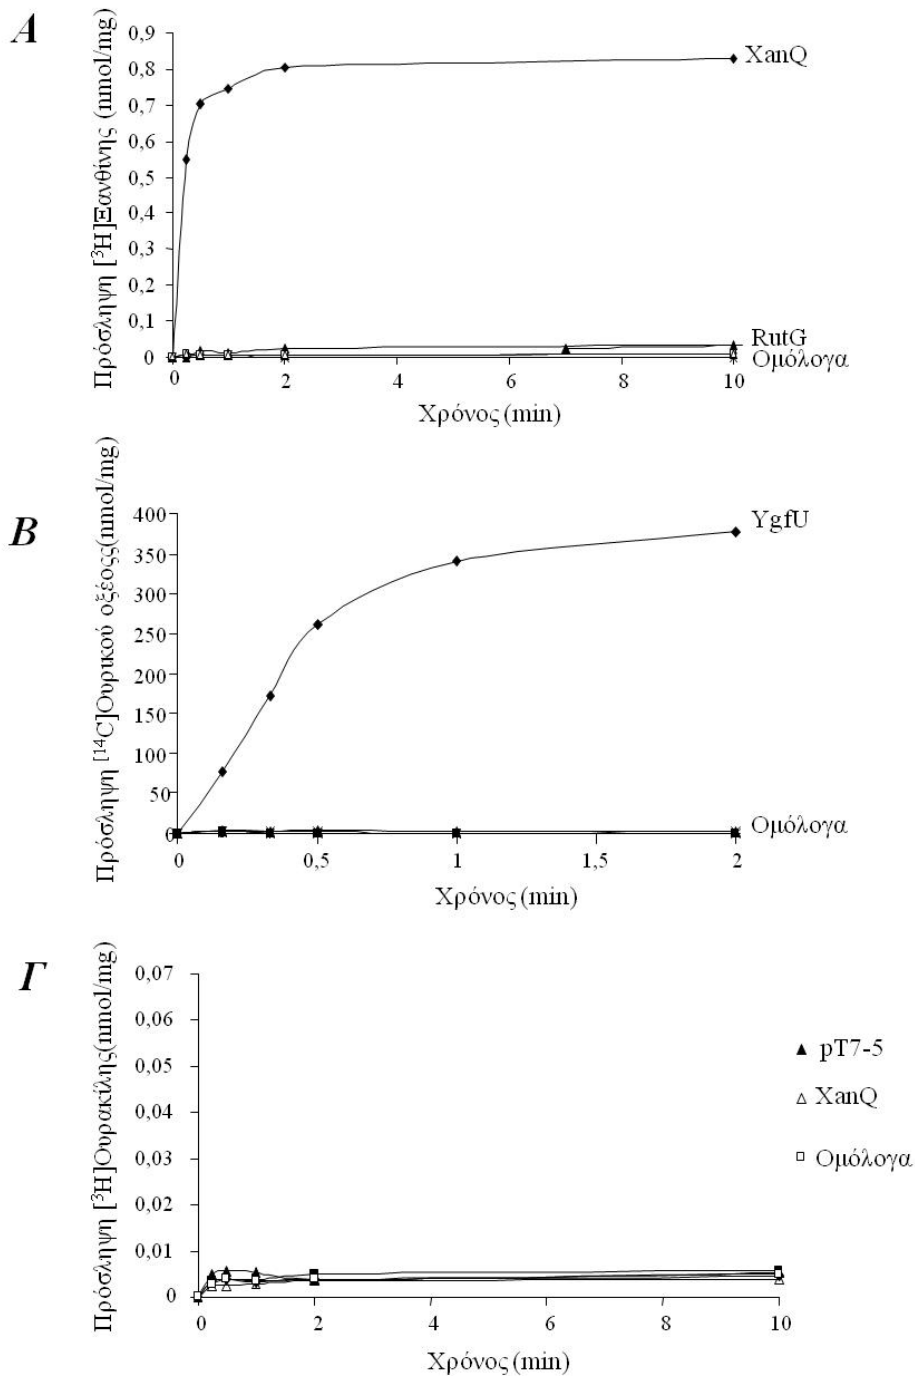 A
Πρόσληψη [³H]Ξανθίνης (nmol/mg)
0,9
0,8
0,7
0,6
0,5
0,4
0,3
0,2
0,1
0
XanQ
RutG
Ομόλογα
0 2 4 6 8 10
Χρόνος (min)
B
Πρόσληψη [¹⁴C]Ουρικού οξέοςς(nmol/mg)
400
350
300
250
200
150
100
50
0
YgfU
Ομόλογα
0 0,5 1 1,5 2
Χρόνος (min)
Γ
Πρόσληψη [³H]Ουρακίλης(nmol/mg)
0,07
0,06
0,05
0,04
0,03
0,02
0,01
0
pT7-5
XanQ
Ομόλογα
0 2 4 6 8 10
Χρόνος (min)